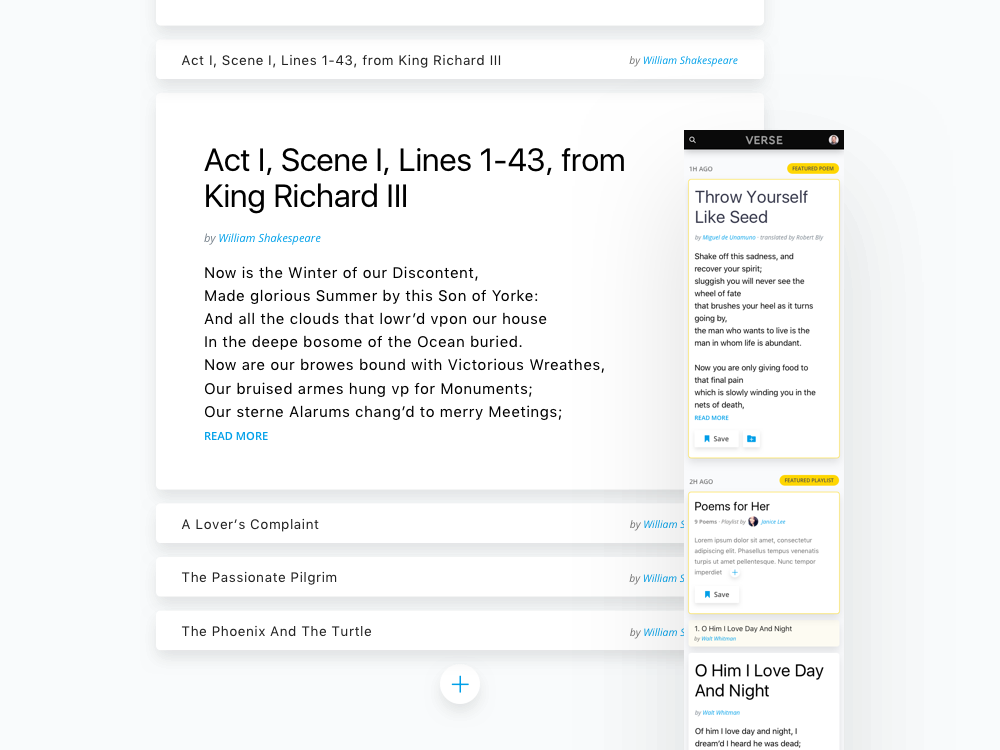 Act I, Scene I, Lines 1-43, from King Richard III
by William Shakespeare
Act I, Scene I, Lines 1-43, from
King Richard III
by William Shakespeare
Now is the Winter of our Discontent,
Made glorious Summer by this Son of Yorke:
And all the clouds that lowr’d vpon our house
In the deepe bosome of the Ocean buried.
Now are our browes bound with Victorious Wreathes,
Our bruised armes hung vp for Monuments;
Our sterne Alarums chang’d to merry Meetings;
READ MORE
A Lover’s Complaint
by William S
The Passionate Pilgrim
by William S
The Phoenix And The Turtle
by William S
VERSE
1H AGO
FEATURED POEM
Throw Yourself
Like Seed
by Miguel de Unamuno · translated by Robert Bly
Shake off this sadness, and
recover your spirit;
sluggish you will never see the
wheel of fate
that brushes your heel as it turns
going by,
the man who wants to live is the
man in whom life is abundant.
Now you are only giving food to
that final pain
which is slowly winding you in the
nets of death,
READ MORE
Save
2H AGO
FEATURED PLAYLIST
Poems for Her
9 Poems · Playlist by Janice Lee
Lorem ipsum dolor sit amet, consectetur
adipiscing elit. Phasellus tempus venenatis
turpis ut amet pellentesque. Nunc tempor
imperdiet
Save
1. O Him I Love Day And Night
by Walt Whitman
O Him I Love Day
And Night
by Walt Whitman
Of him I love day and night, I
dream’d I heard he was dead;